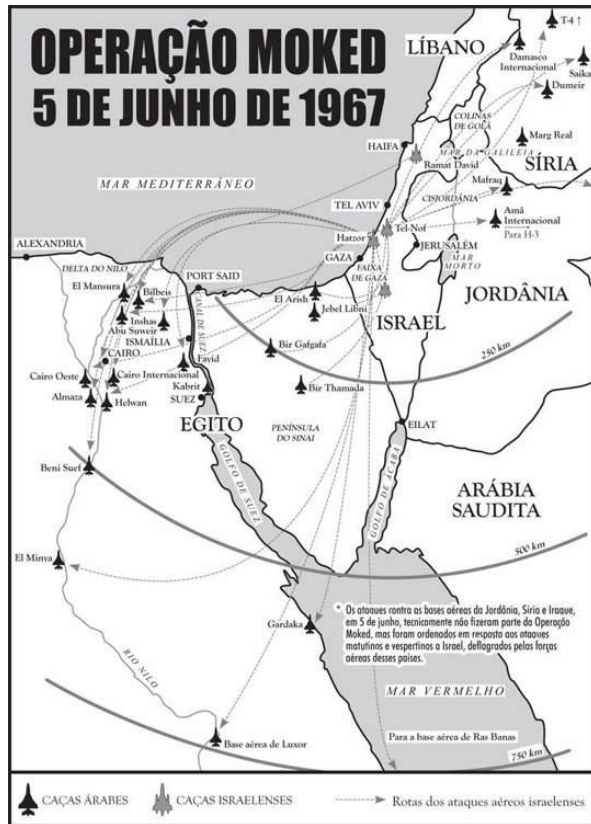 OPERAÇÃO MOKED
5 DE JUNHO DE 1967
LÍBANO
T-4 ↑
Damasco
Internacional
Saika
Dumeir
COLINAS
DE GOLÃ
Marg Real
HAIFA
MAR DA GALILEIA
Ramat David
SÍRIA
MAR MEDITERRÂNEO
Mafraq
CISJORDÂNIA
TEL AVIV
Amã
Internacional
Para H-3
Hatzor
Tel-Nof
JERUSALÉM
ALEXANDRIA
GAZA
MAR
MORTO
DELTA DO NILO
PORT SAID
FAIXA
DE GAZA
El Mansura
Bilbeis
El Arish
JORDÂNIA
CANAL DE SUEZ
Jebel Libni
ISRAEL
Inshas
Abu Suweir
ISMAÍLIA
250 km
CAIRO
Fayid
Bir Gafgafa
Cairo Oeste
Cairo Internacional
Kabrit
Bir Thamada
Almaza
Helwan
SUEZ
EGITO
PENÍNSULA
DO SINAI
EILAT
Beni Suef
GOLFO DE SUEZ
GOLFO DE ACABA
ARÁBIA
SAUDITA
500 km
El Minya
* Os ataques contra as bases aéreas da Jordânia, Síria e Iraque,
em 5 de junho, tecnicamente não fizeram parte da Operação
Moked, mas foram ordenados em resposta aos ataques
matutinos e vespertinos a Israel, deflagrados pelas forças
aéreas desses países.
Gardaka
RIO NILO
MAR VERMELHO
Base aérea de Luxor
Para a base aérea de Ras Banas
750 km
CAÇAS ÁRABES
CAÇAS ISRAELENSES
Rotas dos ataques aéreos israelenses